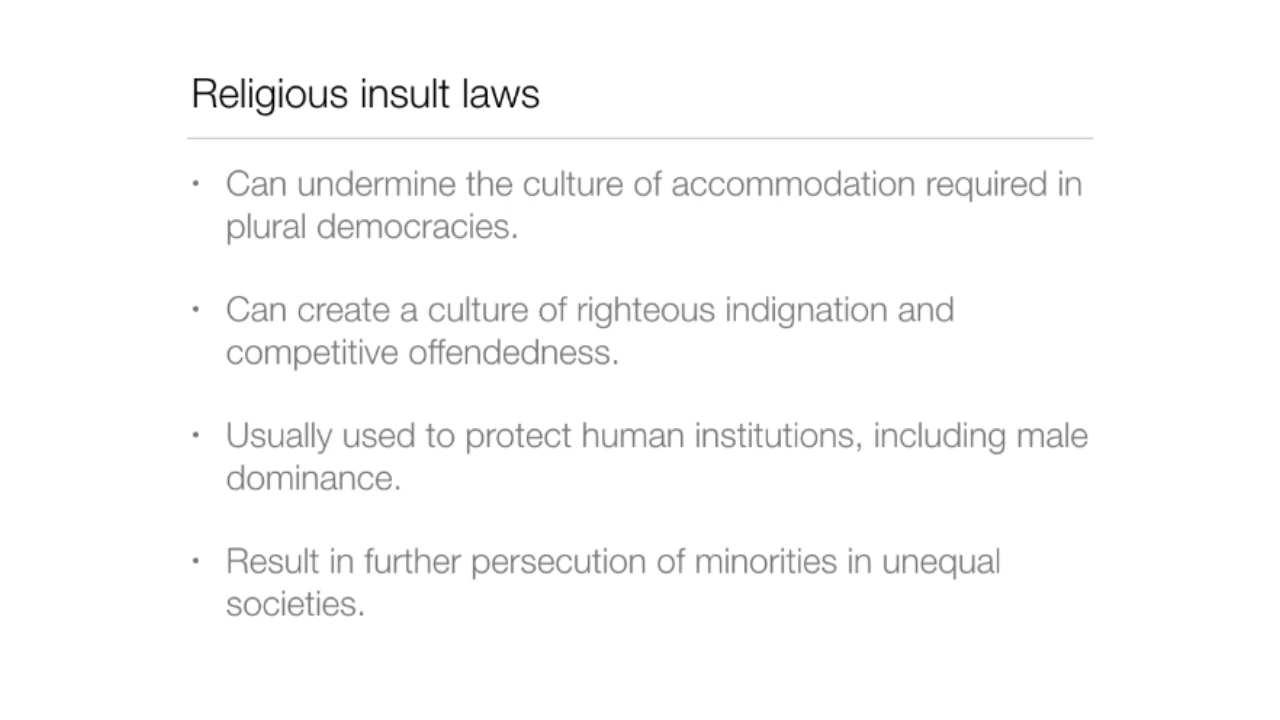 Religious insult laws
• Can undermine the culture of accommodation required in
plural democracies.
• Can create a culture of righteous indignation and
competitive offendedness.
• Usually used to protect human institutions, including male
dominance.
• Result in further persecution of minorities in unequal
societies.